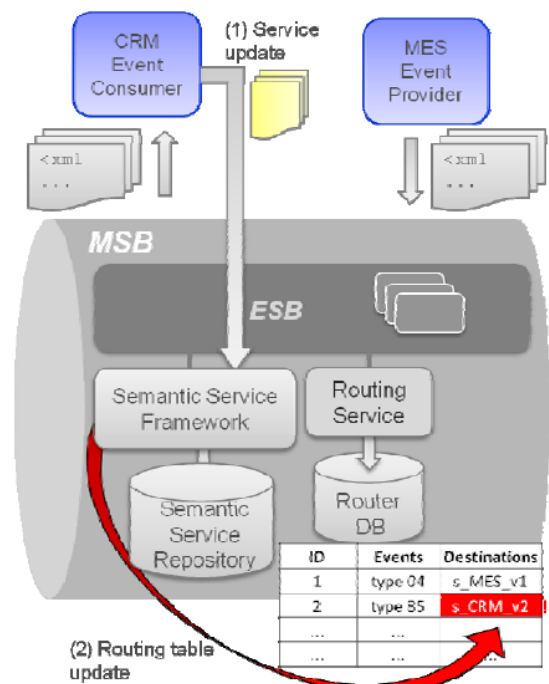 CRM
Event
Consumer
(1) Service
update
MES
Event
Provider
<xml
...
<xml
...
MSB
ESB
Semantic Service
Framework
Routing
Service
Semantic
Service
Repository
Router
DB
ID Events Destinations
1 type 04 s_MES_v1
2 type B5 s_CRM_v2
... ... ...
... ... ...
(2) Routing table
update